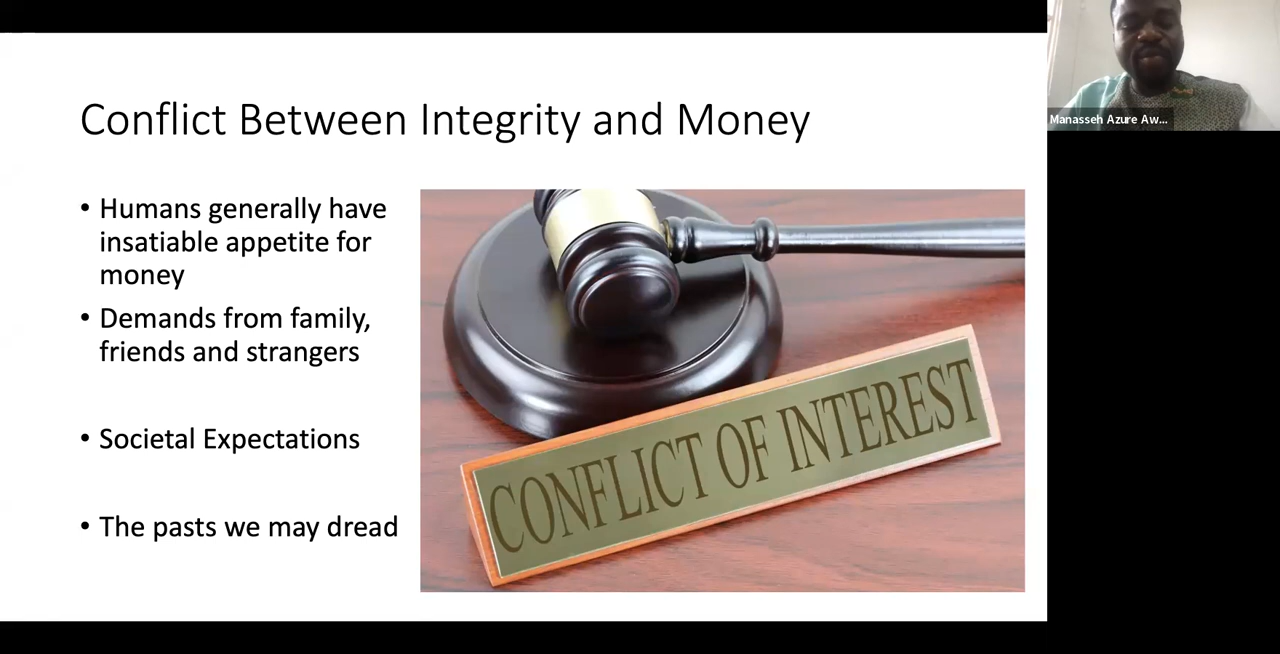 Conflict Between Integrity and Money
• Humans generally have
insatiable appetite for
money
• Demands from family,
friends and strangers
• Societal Expectations
• The pasts we may dread
CONFLICT OF INTEREST
Manasseh Azure Aw...